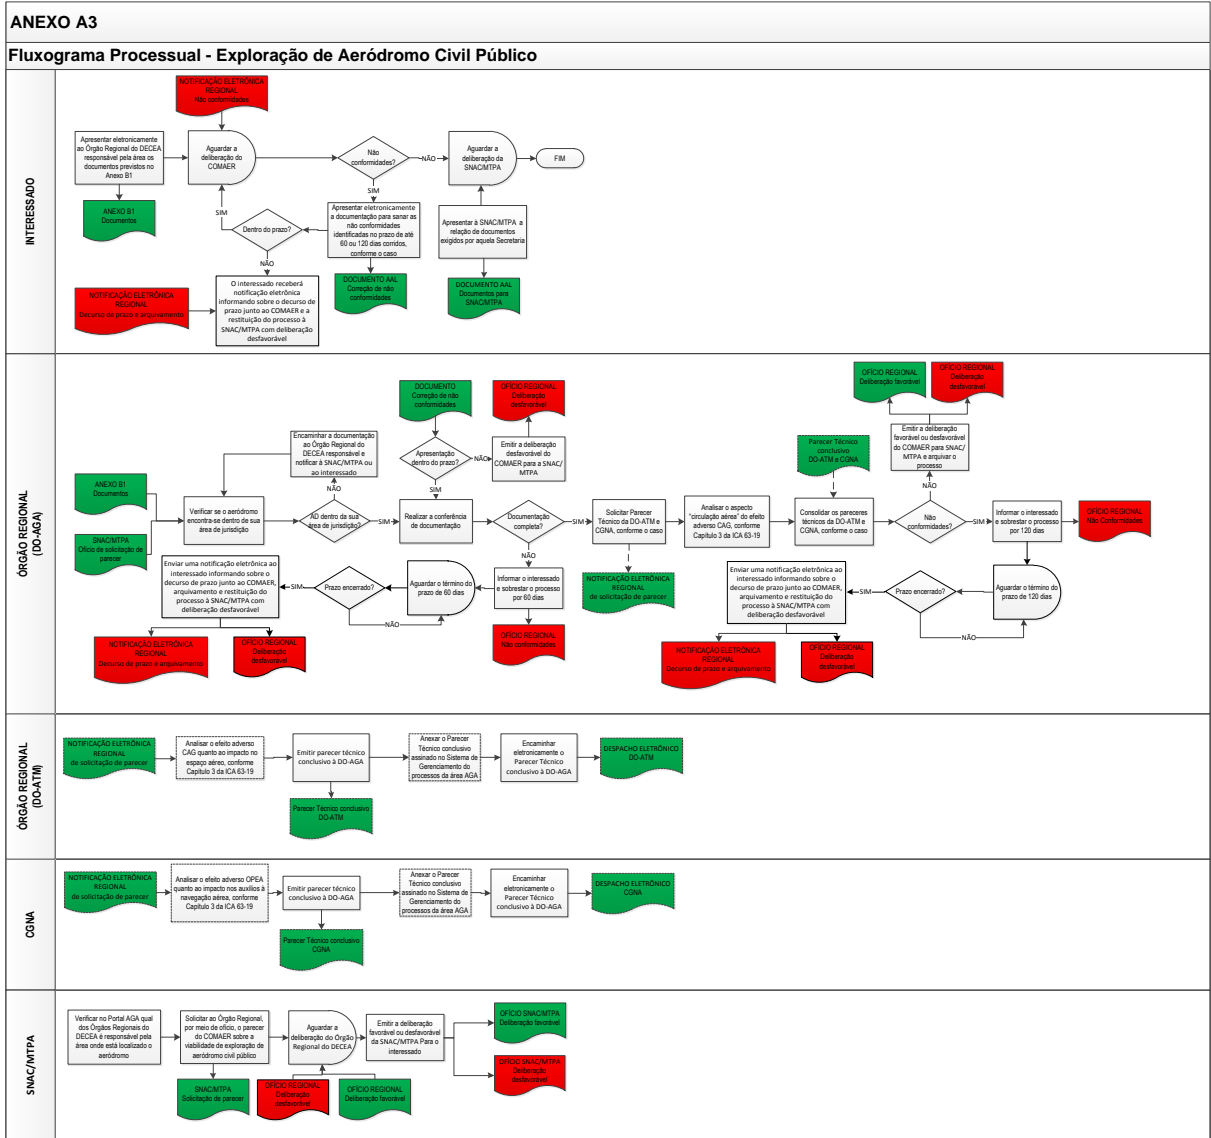 ANEXO A3
Fluxograma Processual - Exploração de Aeródromo Civil Público
INTERESSADO
NOTIFICAÇÃO ELETRÔNICA
REGIONAL
Não conformidades
Apresentar eletronicamente
ao Órgão Regional do DECEA
responsável pela área os
documentos previstos no
Anexo B1
Aguardar a
deliberação do
COMAER
Não
conformidades?
NÃO
Aguardar a
deliberação da
SNAC/MTPA
FIM
SIM
ANEXO B1
Documentos
SIM
Dentro do prazo?
Apresentar eletronicamente
a documentação para sanar as
não conformidades
identificadas no prazo de até
60 ou 120 dias corridos,
conforme o caso
Apresentar à SNAC/MTPA a
relação de documentos
exigidos por aquela Secretaria
NÃO
DOCUMENTO AAL
Correção de não
conformidades
DOCUMENTO AAL
Documentos para
SNAC/MTPA
NOTIFICAÇÃO ELETRÔNICA
REGIONAL
Decurso de prazo e arquivamento
O interessado receberá
notificação eletrônica
informando sobre o decurso de
prazo junto ao COMAER e a
restituição do processo à
SNAC/MTPA com deliberação
desfavorável
ÓRGÃO REGIONAL
(DO-AGA)
DOCUMENTO
Correção de não
conformidades
OFÍCIO REGIONAL
Deliberação
desfavorável
OFÍCIO REGIONAL
Deliberação favorável
OFÍCIO REGIONAL
Deliberação
desfavorável
Encaminhar a documentação
ao Órgão Regional do
DECEA responsável e
notificar à SNAC/MTPA ou
ao interessado
Apresentação
dentro do prazo?
NÃO
Emitir a deliberação
desfavorável do
COMAER para a SNAC/
MTPA
Parecer Técnico
conclusivo
DO-ATM e CGNA
Emitir a deliberação
favorável ou desfavorável
do COMAER para a SNAC/
MTPA e arquivar o
processo
ANEXO B1
Documentos
NÃO
SIM
NÃO
SNAC/MTPA
Ofício de solicitação de
parecer
Verificar se o aeródromo
encontra-se dentro de sua
área de jurisdição
AD dentro da sua
área de jurisdição?
SIM
Realizar a conferência
de documentação
Documentação
completa?
SIM
Solicitar Parecer
Técnico da DO-ATM e
CGNA, conforme o caso
Analisar o aspecto
“circulação aérea” do efeito
adverso CAG, conforme
Capítulo 3 da ICA 63-19
Consolidar os pareceres
técnicos da DO-ATM e
CGNA, conforme o caso
Não
conformidades?
SIM
Informar o interessado
e sobrestar o processo
por 120 dias
OFÍCIO REGIONAL
Não Conformidades
NÃO
Enviar uma notificação eletrônica ao
interessado informando sobre o
decurso de prazo junto ao COMAER,
arquivamento e restituição do
processo à SNAC/MTPA com
deliberação desfavorável
SIM
Prazo encerrado?
Aguardar o término do
prazo de 60 dias
Informar o interessado
e sobrestar o processo
por 60 dias
NÃO
NOTIFICAÇÃO ELETRÔNICA
REGIONAL
de solicitação de parecer
Enviar uma notificação eletrônica ao
interessado informando sobre o
decurso de prazo junto ao COMAER,
arquivamento e restituição do
processo à SNAC/MTPA com
deliberação desfavorável
SIM
Prazo encerrado?
Aguardar o término do
prazo de 120 dias
NÃO
NOTIFICAÇÃO ELETRÔNICA
REGIONAL
Decurso de prazo e arquivamento
OFÍCIO REGIONAL
Deliberação
desfavorável
OFÍCIO REGIONAL
Não conformidades
NOTIFICAÇÃO ELETRÔNICA
REGIONAL
Decurso de prazo e arquivamento
OFÍCIO REGIONAL
Deliberação
desfavorável
ÓRGÃO REGIONAL
(DO-ATM)
NOTIFICAÇÃO ELETRÔNICA
REGIONAL
de solicitação de parecer
Analisar o efeito adverso
CAG quanto ao impacto no
espaço aéreo, conforme
Capítulo 3 da ICA 63-19
Emitir parecer técnico
conclusivo à DO-AGA
Anexar o Parecer
Técnico conclusivo
assinado no Sistema de
Gerenciamento do
processos da área AGA
Encaminhar
eletronicamente o
Parecer Técnico
conclusivo à DO-AGA
DESPACHO ELETRÔNICO
DO-ATM
Parecer Técnico conclusivo
DO-ATM
CGNA
NOTIFICAÇÃO ELETRÔNICA
REGIONAL
de solicitação de parecer
Analisar o efeito adverso OPEA
quanto ao impacto nos auxílios à
navegação aérea, conforme
Capítulo 3 da ICA 63-19
Emitir parecer técnico
conclusivo à DO-AGA
Anexar o Parecer
Técnico conclusivo
assinado no Sistema de
Gerenciamento do
processos da área AGA
Encaminhar
eletronicamente o
Parecer Técnico
conclusivo à DO-AGA
DESPACHO ELETRÔNICO
CGNA
Parecer Técnico conclusivo
CGNA
SNAC/MTPA
Verificar no Portal AGA qual
dos Órgãos Regionais do
DECEA é responsável pela
área onde está localizado o
aeródromo
Solicitar ao Órgão Regional,
por meio de ofício, o parecer
do COMAER sobre a
viabilidade de exploração de
aeródromo civil público
Aguardar a
deliberação do Órgão
Regional do DECEA
Emitir a deliberação
favorável ou desfavorável
da SNAC/MTPA Para o
interessado
OFÍCIO SNAC/MTPA
Deliberação favorável
OFÍCIO SNAC/MTPA
Deliberação
desfavorável
SNAC/MTPA
Solicitação de parecer
OFÍCIO REGIONAL
Deliberação
desfavorável
OFÍCIO REGIONAL
Deliberação favorável